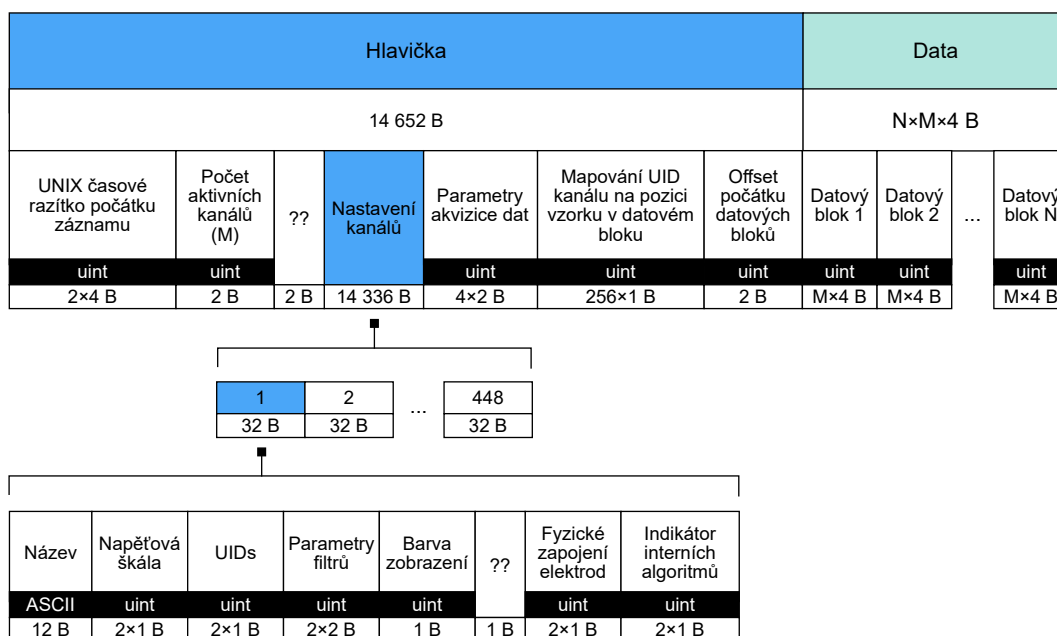 Hlavička
Data
14 652 B
N×M×4 B
UNIX časové
razítko počátku
záznamu
Počet
aktivních
kanálů
(M)
??
Nastavení
kanálů
Parametry
akvizice dat
Mapování UID
kanálu na pozici
vzorku v datovém
bloku
Offset
počátku
datových
bloků
Datový
blok 1
Datový
blok 2
...
Datový
blok N
uint
uint
uint
uint
uint
uint
uint
uint
2×4 B
2 B
2 B
14 336 B
4×2 B
256×1 B
2 B
M×4 B
M×4 B
M×4 B
1
2
...
448
32 B
32 B
32 B
Název
Napěťová
škála
UIDs
Parametry
filtrů
Barva
zobrazení
??
Fyzické
zapojení
elektrod
Indikátor
interních
algoritmů
ASCII
uint
uint
uint
uint
uint
uint
12 B
2×1 B
2×1 B
2×2 B
1 B
1 B
2×1 B
2×1 B